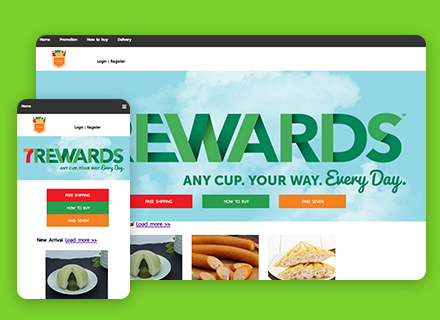 Home Promotion How to buy Delivery
Login | Register
REWARDS™
ANY CUP. YOUR WAY. Every Day.
FREE SHIPPING
HOW TO BUY
FIND SEVEN
Load more >>
Home
Login | Register
7REWARDS
ANY CUP. YOUR WAY. Every Day.
FREE SHIPPING
HOW TO BUY
FIND SEVEN
New Arrival Load more >>